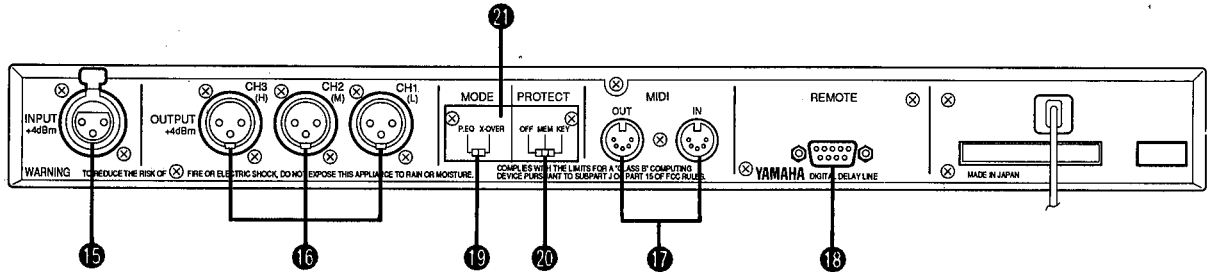 21
CH3 CH2 CH1
(H) (M) (L)
MODE PROTECT MIDI REMOTE
INPUT OUTPUT OUT IN
+4dBm +4dBm
P.EQ X-OVER OFF MEM KEY
WARNING TO REDUCE THE RISK OF FIRE OR ELECTRIC SHOCK, DO NOT EXPOSE THIS APPLIANCE TO RAIN OR MOISTURE.
COMPLIES WITH THE LIMITS FOR A "CLASS B" COMPUTING
DEVICE PURSUANT TO SUBPART J OF PART 15 OF FCC RULES.
YAMAHA DIGITAL DELAY LINE
MADE IN JAPAN
15 16 19 20 17 18